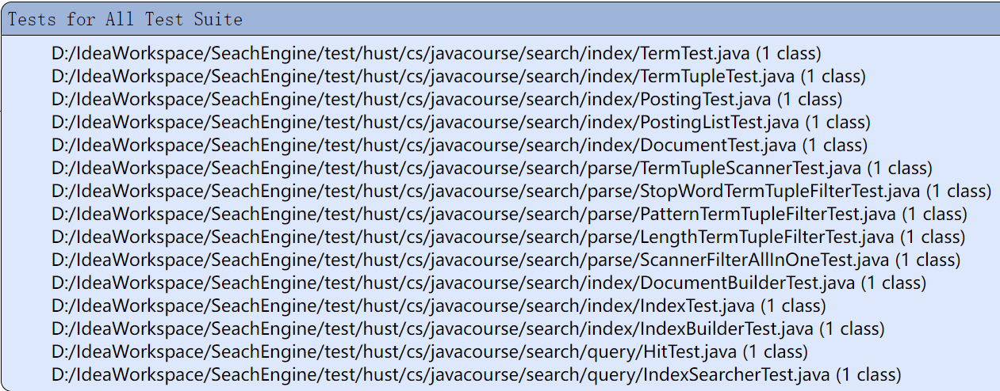 Tests for All Test Suite
D:/IdeaWorkspace/SeachEngine/test/hust/cs/javacourse/search/index/TermTest.java (1 class)
D:/IdeaWorkspace/SeachEngine/test/hust/cs/javacourse/search/index/TermTupleTest.java (1 class)
D:/IdeaWorkspace/SeachEngine/test/hust/cs/javacourse/search/index/PostingTest.java (1 class)
D:/IdeaWorkspace/SeachEngine/test/hust/cs/javacourse/search/index/PostingListTest.java (1 class)
D:/IdeaWorkspace/SeachEngine/test/hust/cs/javacourse/search/index/DocumentTest.java (1 class)
D:/IdeaWorkspace/SeachEngine/test/hust/cs/javacourse/search/parse/TermTupleScannerTest.java (1 class)
D:/IdeaWorkspace/SeachEngine/test/hust/cs/javacourse/search/parse/StopWordTermTupleFilterTest.java (1 class)
D:/IdeaWorkspace/SeachEngine/test/hust/cs/javacourse/search/parse/PatternTermTupleFilterTest.java (1 class)
D:/IdeaWorkspace/SeachEngine/test/hust/cs/javacourse/search/parse/LengthTermTupleFilterTest.java (1 class)
D:/IdeaWorkspace/SeachEngine/test/hust/cs/javacourse/search/parse/ScannerFilterAllInOneTest.java (1 class)
D:/IdeaWorkspace/SeachEngine/test/hust/cs/javacourse/search/index/DocumentBuilderTest.java (1 class)
D:/IdeaWorkspace/SeachEngine/test/hust/cs/javacourse/search/index/IndexTest.java (1 class)
D:/IdeaWorkspace/SeachEngine/test/hust/cs/javacourse/search/index/IndexBuilderTest.java (1 class)
D:/IdeaWorkspace/SeachEngine/test/hust/cs/javacourse/search/query/HitTest.java (1 class)
D:/IdeaWorkspace/SeachEngine/test/hust/cs/javacourse/search/query/IndexSearcherTest.java (1 class)